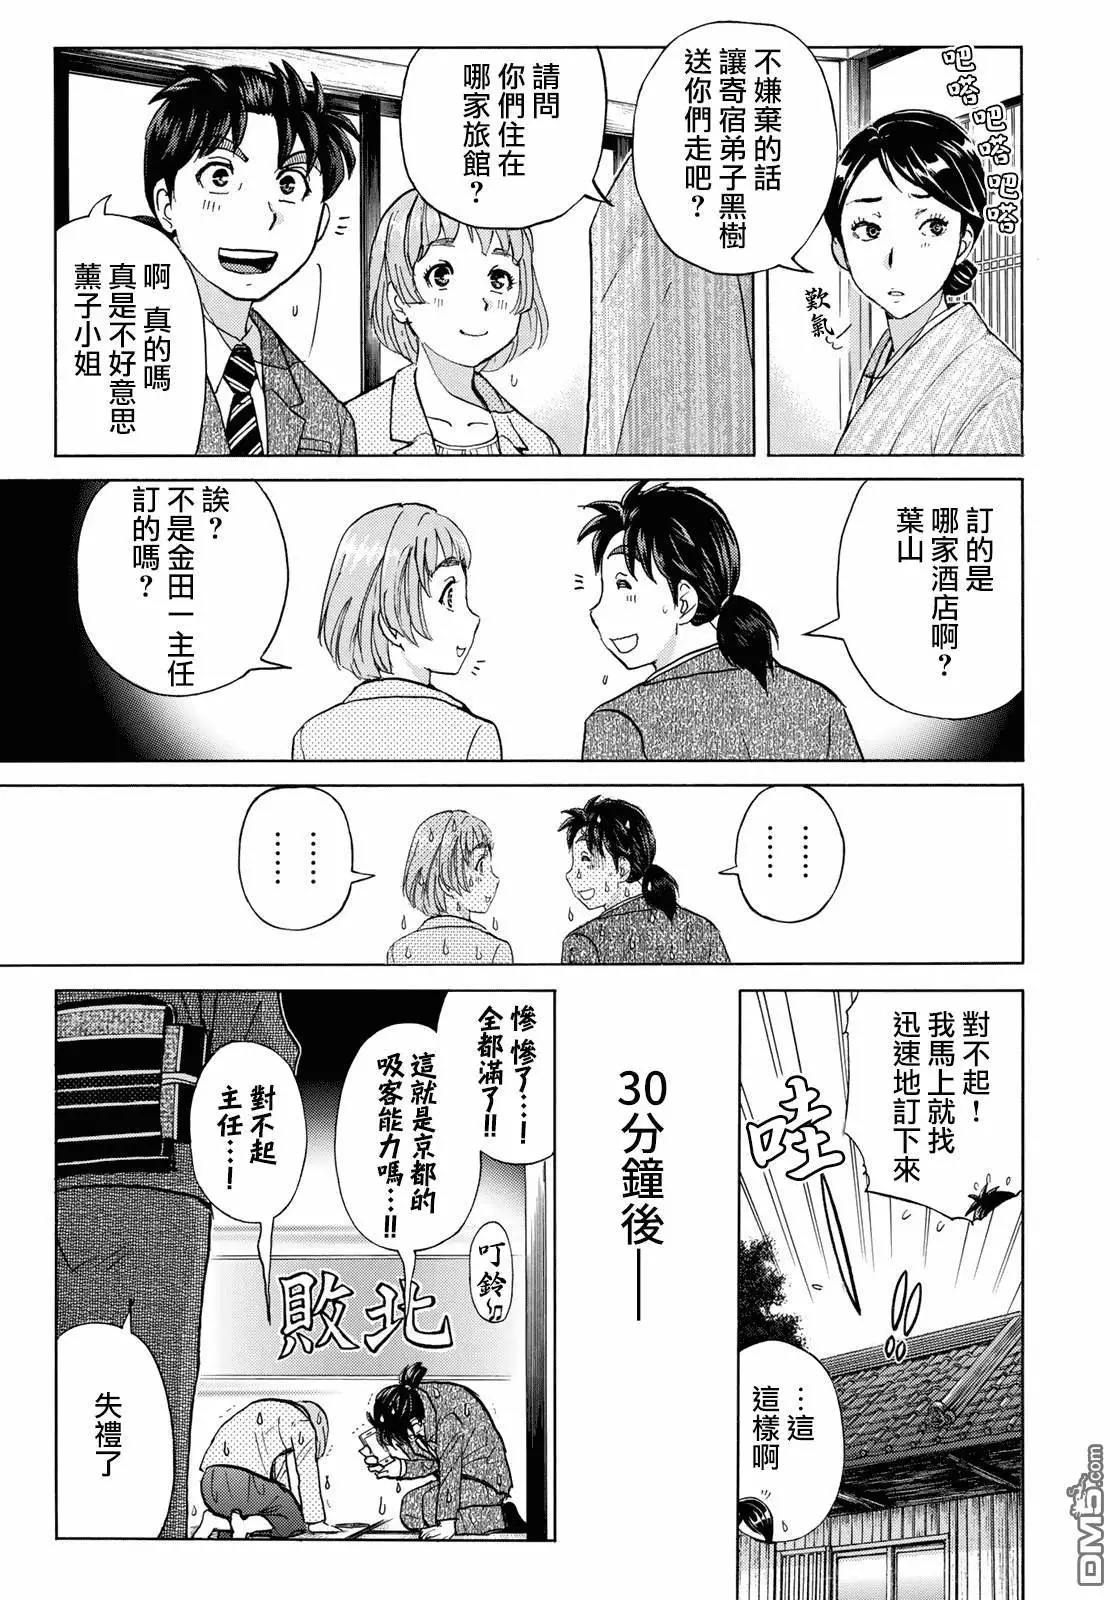 吧嗒吧嗒吧嗒
歎氣
不嫌棄的話
讓寄宿弟子黑樹
送你們走吧？
請問
你們住在
哪家旅館？
啊 真的嗎
真是不好意思
薰子小姐
訂的是
哪家酒店啊？
葉山
誒？
不是金田一主任
訂的嗎？
……
……
……
……
對不起！
我馬上就找
迅速地訂下來
哇
！！
…這
這樣啊
30分鐘後——
慘慘了…！
全都滿了!!
這就是京都的
吸客能力嗎…!!
對不起
主任…！
叮鈴～♫
敗北
失禮了
DM5.com